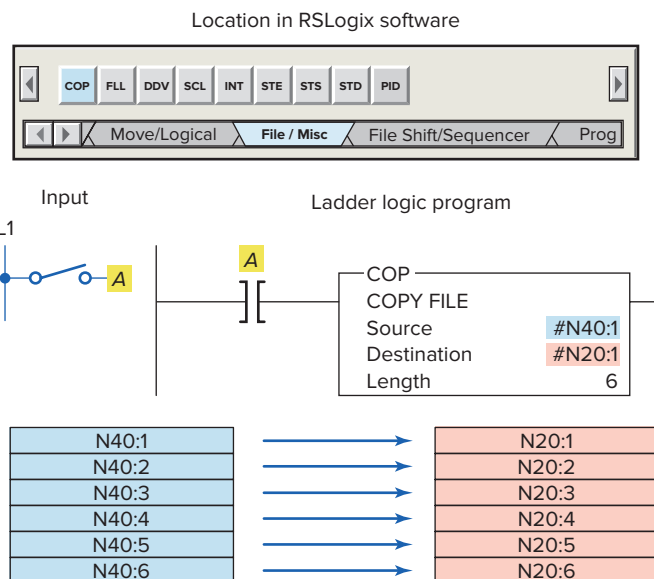 Location in RSLogix software
COP FLL DDV SCL INT STE STS STD PID
Move/Logical File / Misc File Shift/Sequencer Prog
Input
Ladder logic program
L1
A
A
COP
COPY FILE
Source #N40:1
Destination #N20:1
Length 6
N40:1 N20:1
N40:2 N20:2
N40:3 N20:3
N40:4 N20:4
N40:5 N20:5
N40:6 N20:6